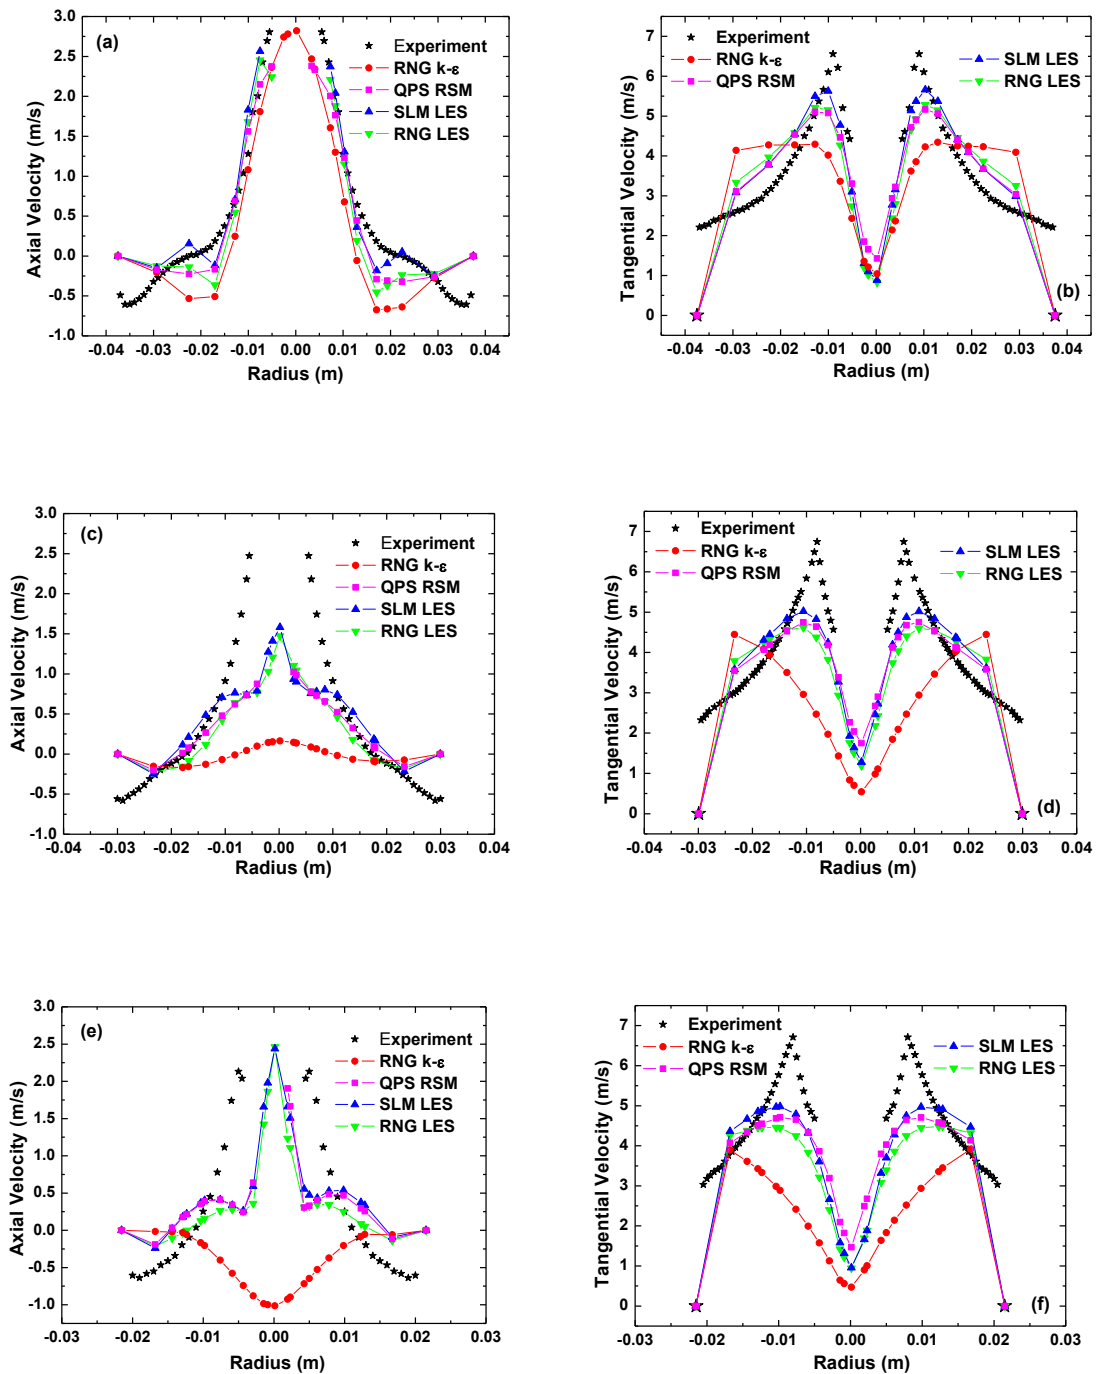 (a)
Experiment
RNG k-ε
QPS RSM
SLM LES
RNG LES
Axial Velocity (m/s)
3.0
2.5
2.0
1.5
1.0
0.5
0.0
-0.5
-1.0
-0.04 -0.03 -0.02 -0.01 0.00 0.01 0.02 0.03 0.04
Radius (m)
Experiment
RNG k-ε
QPS RSM
SLM LES
RNG LES
(b)
Tangential Velocity (m/s)
7
6
5
4
3
2
1
0
-0.04 -0.03 -0.02 -0.01 0.00 0.01 0.02 0.03 0.04
Radius (m)
(c)
Experiment
RNG k-ε
QPS RSM
SLM LES
RNG LES
Axial Velocity (m/s)
3.0
2.5
2.0
1.5
1.0
0.5
0.0
-0.5
-1.0
-0.04 -0.03 -0.02 -0.01 0.00 0.01 0.02 0.03 0.04
Radius (m)
Experiment
RNG k-ε
QPS RSM
SLM LES
RNG LES
(d)
Tangential Velocity (m/s)
7
6
5
4
3
2
1
0
-0.04 -0.03 -0.02 -0.01 0.00 0.01 0.02 0.03 0.04
Radius (m)
(e)
Experiment
RNG k-ε
QPS RSM
SLM LES
RNG LES
Axial Velocity (m/s)
3.0
2.5
2.0
1.5
1.0
0.5
0.0
-0.5
-1.0
-0.03 -0.02 -0.01 0.00 0.01 0.02 0.03
Radius (m)
Experiment
RNG k-ε
QPS RSM
SLM LES
RNG LES
(f)
Tangential Velocity (m/s)
7
6
5
4
3
2
1
0
-0.03 -0.02 -0.01 0.00 0.01 0.02 0.03
Radius (m)